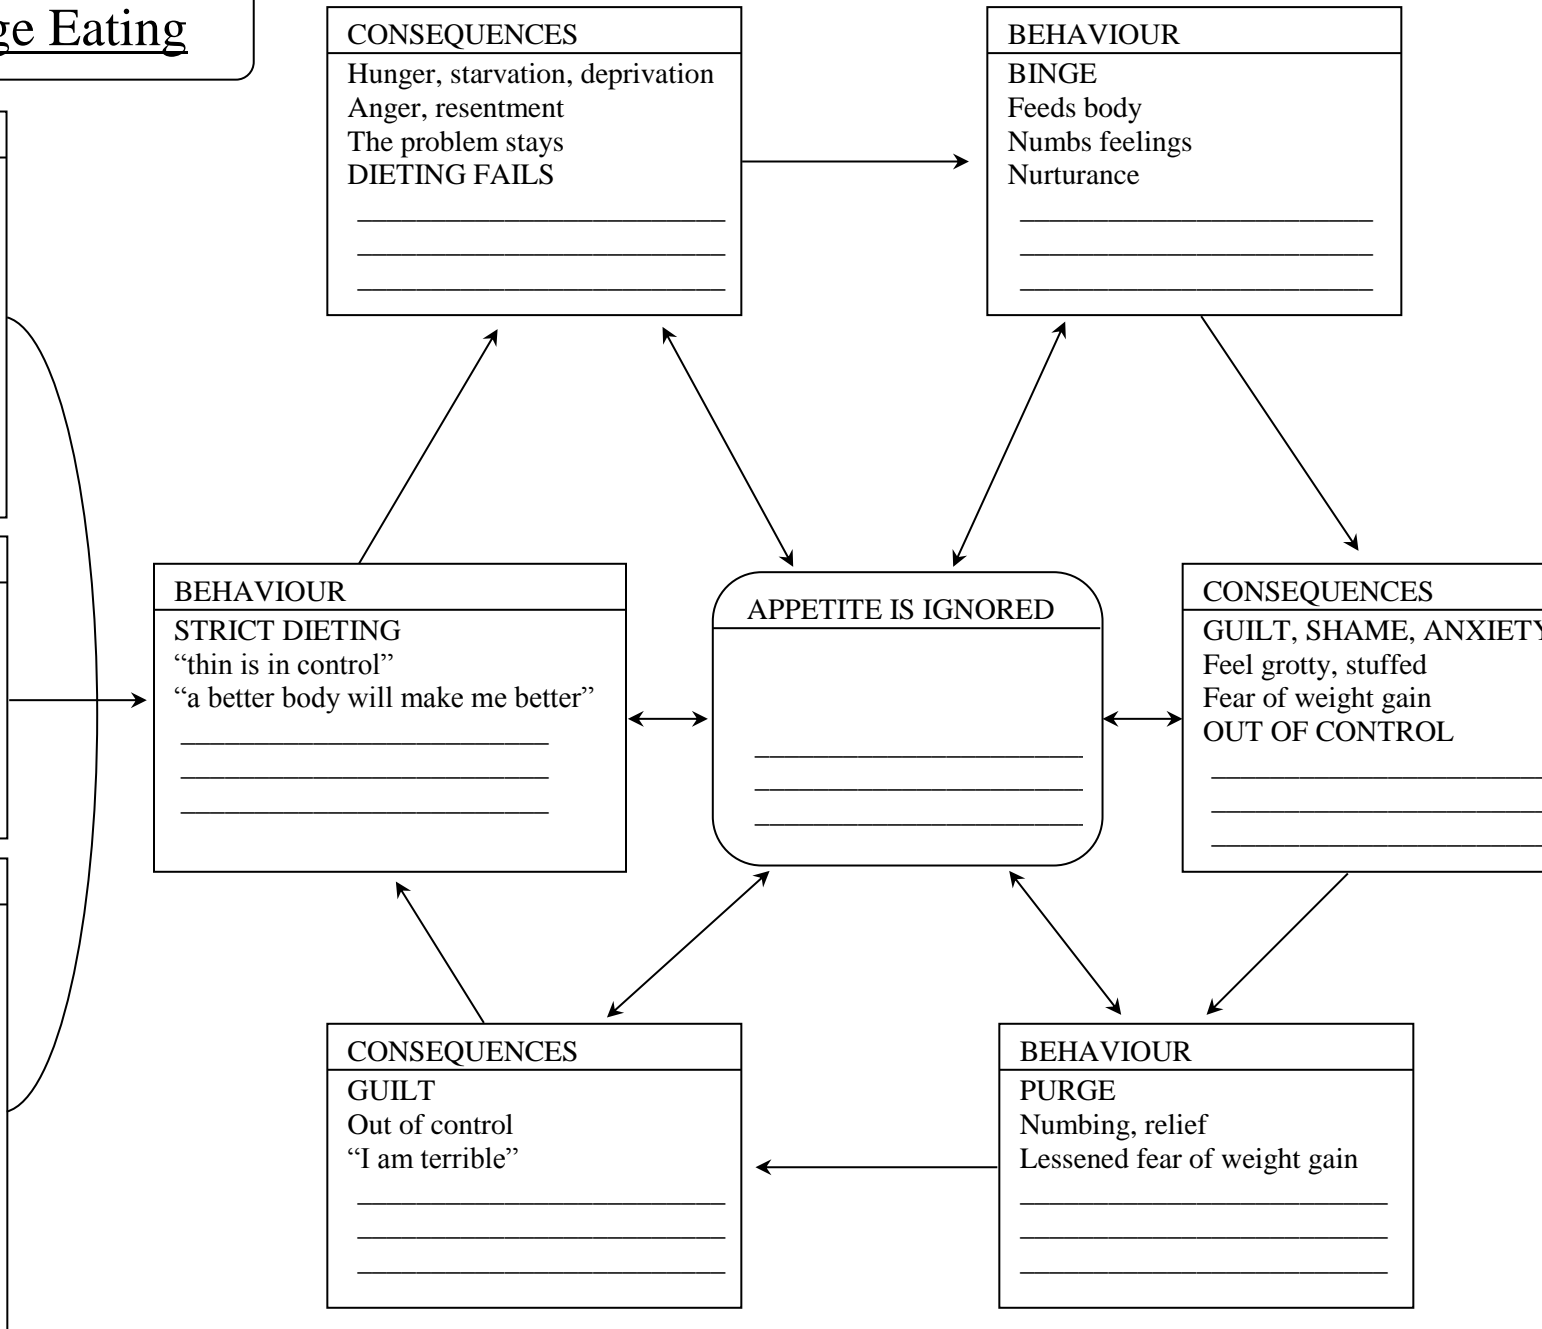 ge Eating
CONSEQUENCES
Hunger, starvation, deprivation
Anger, resentment
The problem stays
DIETING FAILS
BEHAVIOUR
BINGE
Feeds body
Numbs feelings
Nurturance
BEHAVIOUR
STRICT DIETING
“thin is in control”
“a better body will make me better”
APPETITE IS IGNORED
CONSEQUENCES
GUILT, SHAME, ANXIETY
Feel grotty, stuffed
Fear of weight gain
OUT OF CONTROL
CONSEQUENCES
GUILT
Out of control
“I am terrible”
BEHAVIOUR
PURGE
Numbing, relief
Lessened fear of weight gain